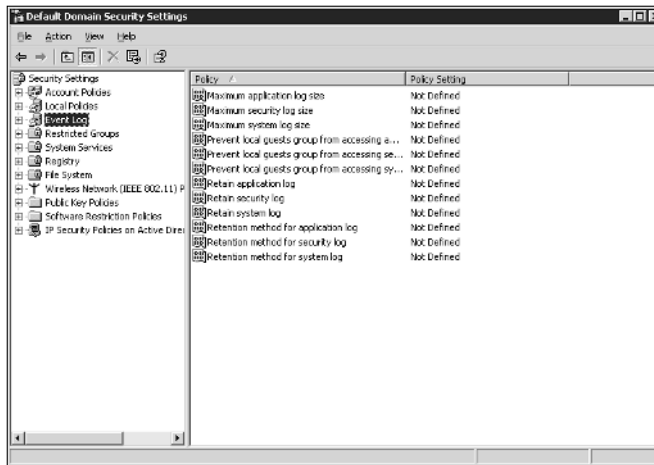 Default Domain Security Settings
File Action View Help
Security Settings
Account Policies
Local Policies
Event Log
Restricted Groups
System Services
Registry
File System
Wireless Network (IEEE 802.11) P
Public Key Policies
Software Restriction Policies
IP Security Policies on Active Direc
Policy Policy Setting
Maximum application log size Not Defined
Maximum security log size Not Defined
Maximum system log size Not Defined
Prevent local guests group from accessing a... Not Defined
Prevent local guests group from accessing se... Not Defined
Prevent local guests group from accessing sy... Not Defined
Retain application log Not Defined
Retain security log Not Defined
Retain system log Not Defined
Retention method for application log Not Defined
Retention method for security log Not Defined
Retention method for system log Not Defined